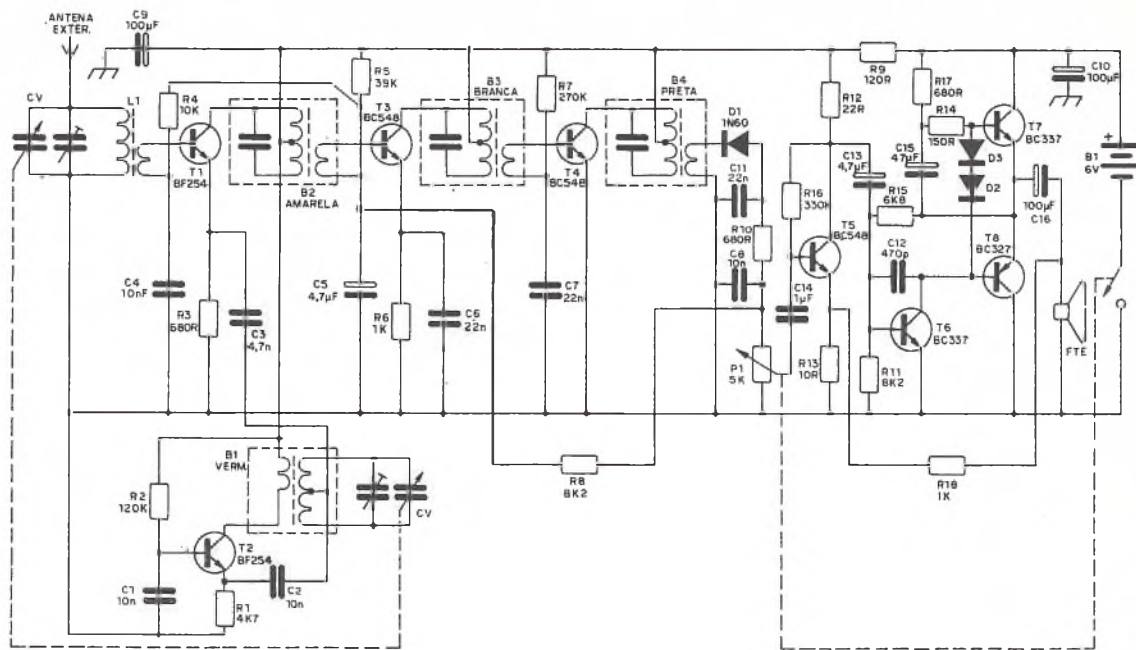 ANTENA
EXTER.
C9
100µF
CV
L1
R4
10K
T1
BF254
B2
AMARELA
R5
39K
T3
BC548
B3
BRANCA
R7
270K
T4
BC548
B4
PRETA
D1
1N60
C11
22n
R10
680R
C8
10n
P1
5K
R9
120R
R12
22R
R16
330K
T5
BC548
C14
1µF
R13
10R
C13
4,7µF
R17
680R
R14
150R
C15
47µF
R15
6K8
C12
470p
D3
D2
T7
BC337
T8
BC327
T6
BC337
R11
8K2
C10
100µF
B1
6V
+
100µF
C16
FTE
C4
10nF
R3
680R
C3
4,7n
C5
4,7µF
R6
1K
C6
22n
C7
22n
R8
8K2
R18
1K
B1
VERM.
CV
R2
120K
T2
BF254
C1
10n
R1
4K7
C2
10n